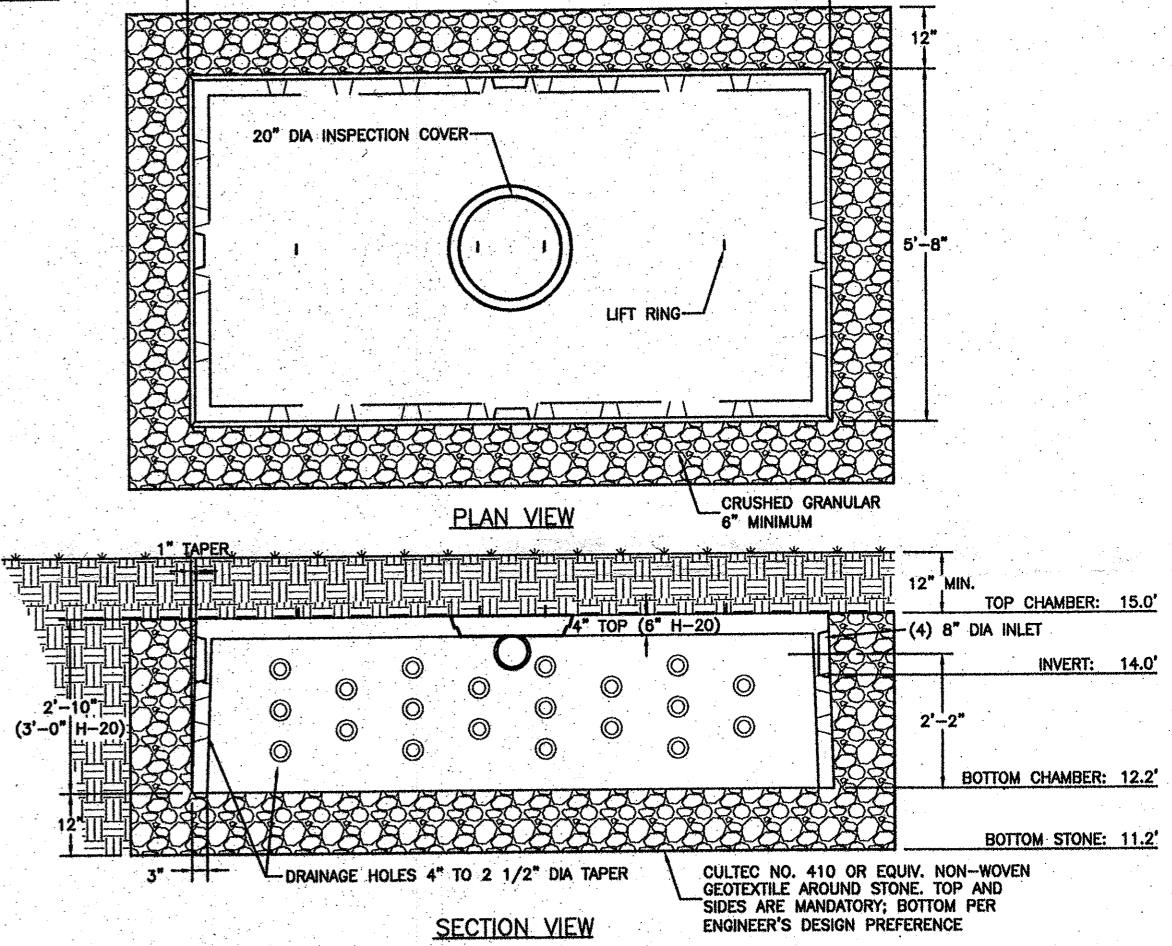 12"
20" DIA INSPECTION COVER
5'-8"
LIFT RING
CRUSHED GRANULAR
6" MINIMUM
PLAN VIEW
1" TAPER
12" MIN.
TOP CHAMBER: 15.0'
4" TOP (6" H-20)
(4) 8" DIA INLET
INVERT: 14.0'
2'-10"
(3'-0" H-20)
2'-2"
BOTTOM CHAMBER: 12.2'
12"
BOTTOM STONE: 11.2'
3"
DRAINAGE HOLES 4" TO 2 1/2" DIA TAPER
CULTEC NO. 410 OR EQUIV. NON-WOVEN
GEOTEXTILE AROUND STONE. TOP AND
SIDES ARE MANDATORY; BOTTOM PER
ENGINEER'S DESIGN PREFERENCE
SECTION VIEW